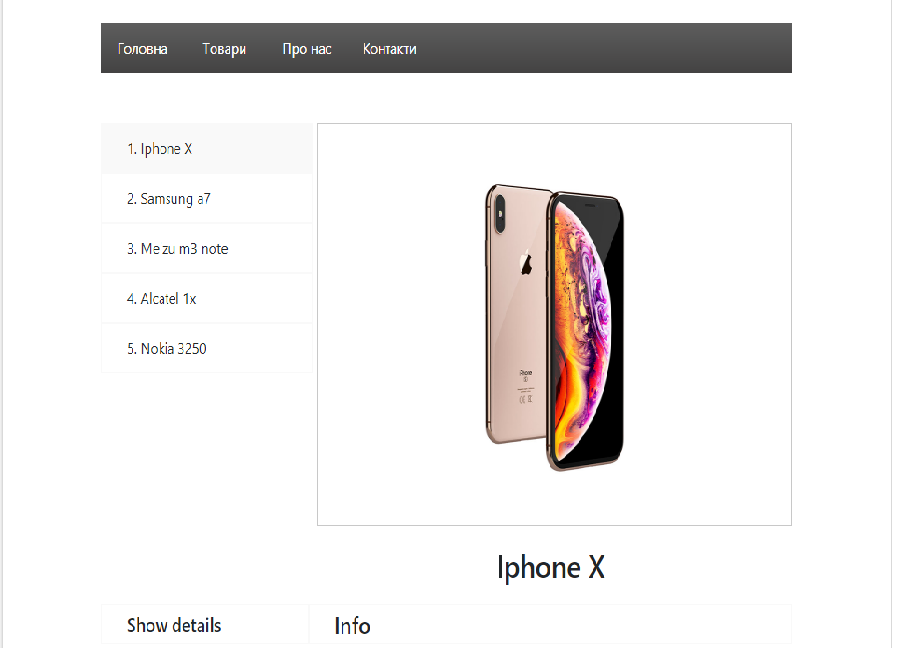 Головна Товари Про нас Контакти
1. Iphone X
2. Samsung a7
3. Meizu m3 note
4. Alcatel 1x
5. Nokia 3250
iPhone
Iphone X
Show details
Info